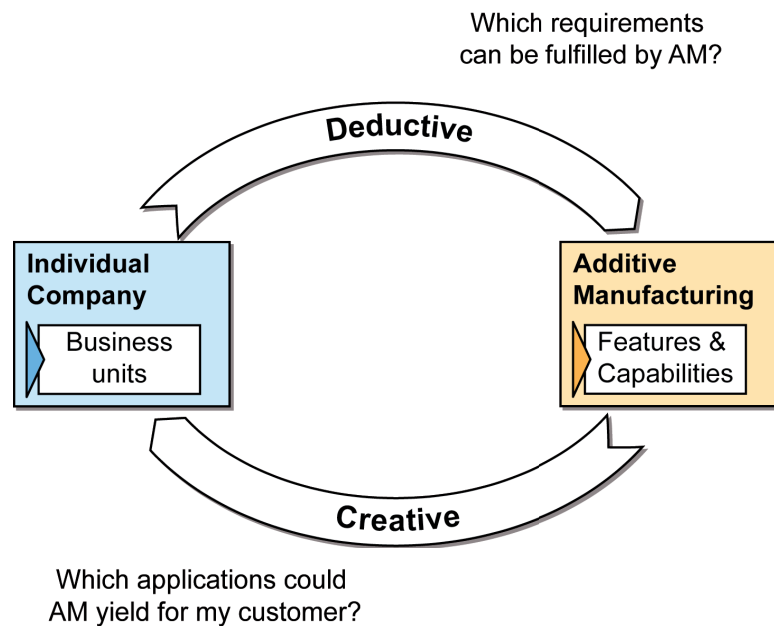 Which requirements
can be fulfilled by AM?
Deductive
Individual
Company
Business
units
Additive
Manufacturing
Features &
Capabilities
Creative
Which applications could
AM yield for my customer?